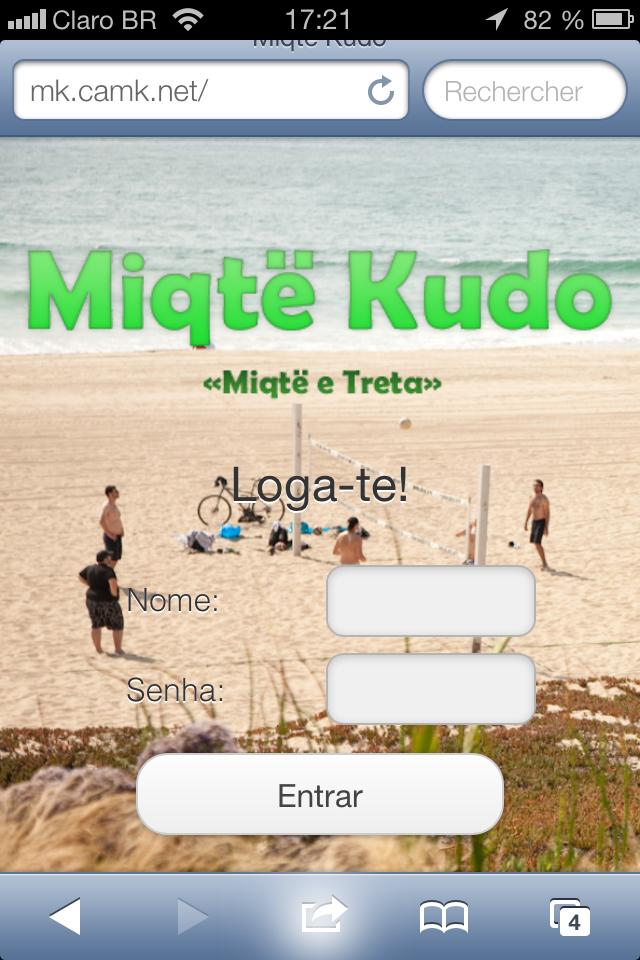 Claro BR 17:21 82 %
Miqtë Kudo
mk.camk.net/ Rechercher
Miqtë Kudo
«Miqtë e Treta»
Loga-te!
Nome:
Senha:
Entrar
4